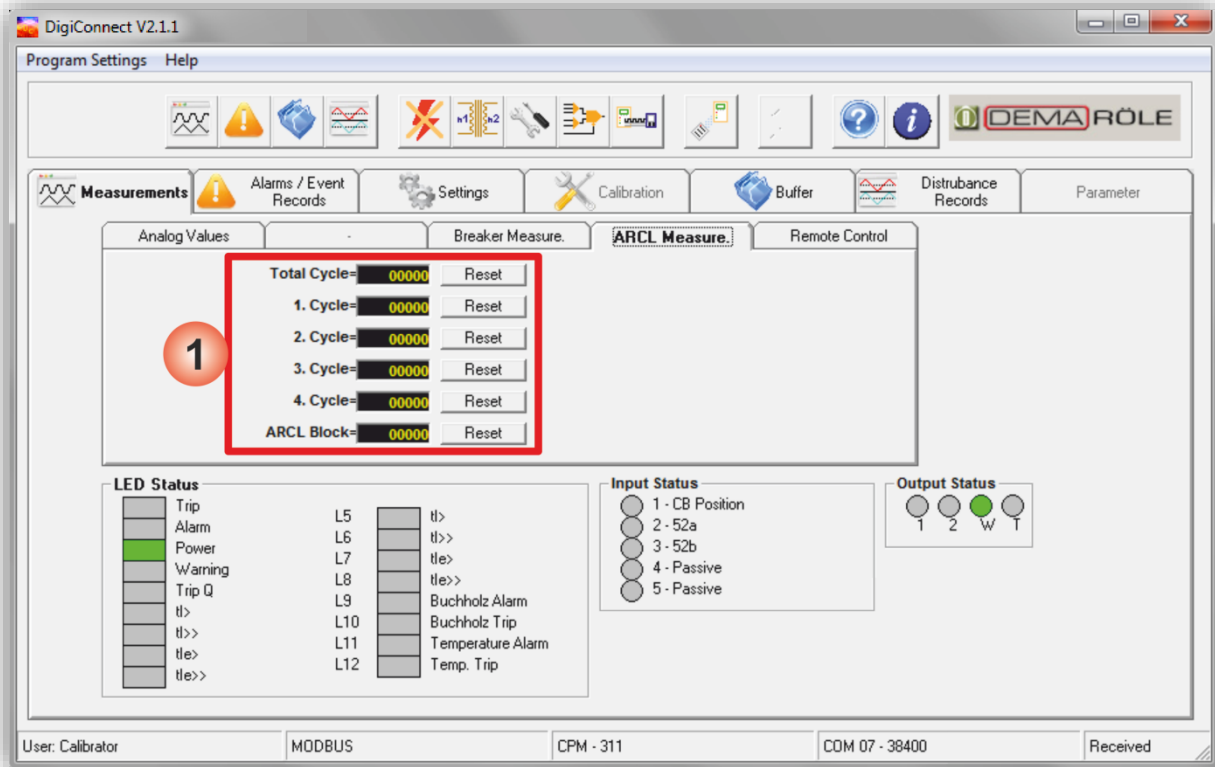 DigiConnect V2.1.1
Program Settings Help
n1 n2
DEMA RÖLE
Measurements
Alarms / Event
Records
Settings
Calibration
Buffer
Distrubance
Records
Parameter
Analog Values - Breaker Measure. ARCL Measure. Remote Control
1
Total Cycle= 00000 Reset
1. Cycle= 00000 Reset
2. Cycle= 00000 Reset
3. Cycle= 00000 Reset
4. Cycle= 00000 Reset
ARCL Block= 00000 Reset
LED Status
Trip
Alarm
Power
Warning
Trip Q
tI>
tI>>
tIe>
tIe>>
L5 tI>
L6 tI>>
L7 tIe>
L8 tIe>>
L9 Buchholz Alarm
L10 Buchholz Trip
L11 Temperature Alarm
L12 Temp. Trip
Input Status
1 - CB Position
2 - 52a
3 - 52b
4 - Passive
5 - Passive
Output Status
1 2 W T
User: Calibrator MODBUS CPM - 311 COM 07 - 38400 Received